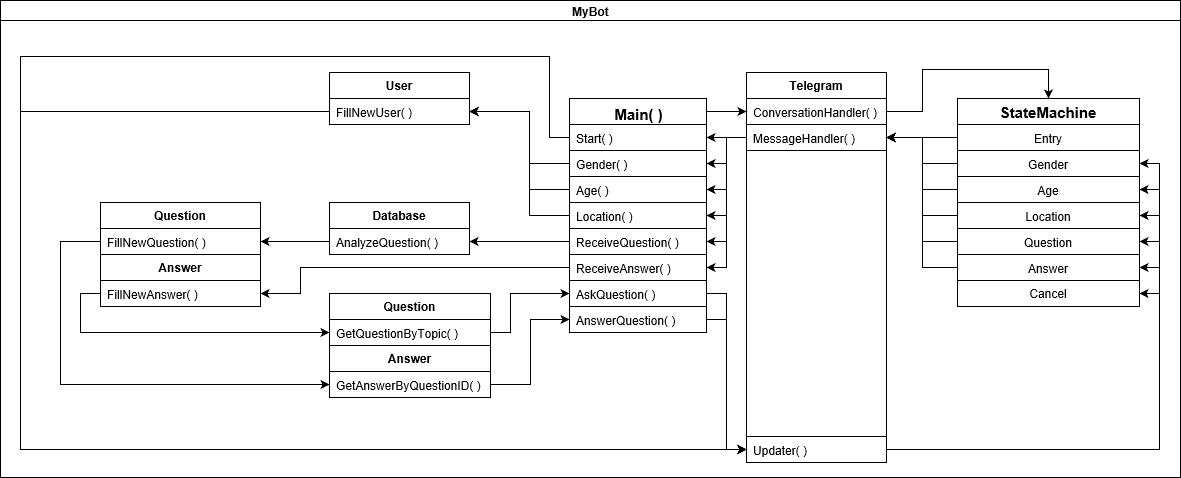 MyBot
User
FillNewUser( )
Question
FillNewQuestion( )
Answer
FillNewAnswer( )
Database
AnalyzeQuestion( )
Question
GetQuestionByTopic( )
Answer
GetAnswerByQuestionID( )
Main( )
Start( )
Gender( )
Age( )
Location( )
ReceiveQuestion( )
ReceiveAnswer( )
AskQuestion( )
AnswerQuestion( )
Telegram
ConversationHandler( )
MessageHandler( )
Updater( )
StateMachine
Entry
Gender
Age
Location
Question
Answer
Cancel